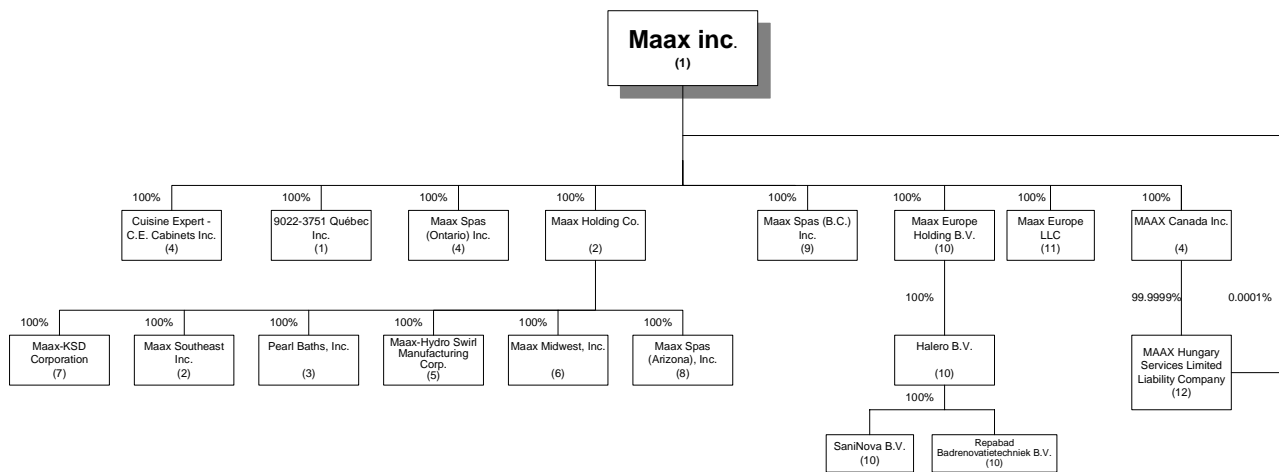 Maax inc.
(1)
100%
100%
100%
100%
100%
100%
100%
100%
Cuisine Expert -
C.E. Cabinets Inc.
(4)
9022-3751 Québec
Inc.
(1)
Maax Spas
(Ontario) Inc.
(4)
Maax Holding Co.
(2)
Maax Spas (B.C.)
Inc.
(9)
Maax Europe
Holding B.V.
(10)
Maax Europe
LLC
(11)
MAAX Canada Inc.
(4)
100%
99.9999%
0.0001%
100%
100%
100%
100%
100%
100%
Maax-KSD
Corporation
(7)
Maax Southeast
Inc.
(2)
Pearl Baths, Inc.
(3)
Maax-Hydro Swirl
Manufacturing
Corp.
(5)
Maax Midwest, Inc.
(6)
Maax Spas
(Arizona), Inc.
(8)
Halero B.V.
(10)
MAAX Hungary
Services Limited
Liability Company
(12)
100%
SaniNova B.V.
(10)
Repabad
Badrenovatietechniek B.V.
(10)